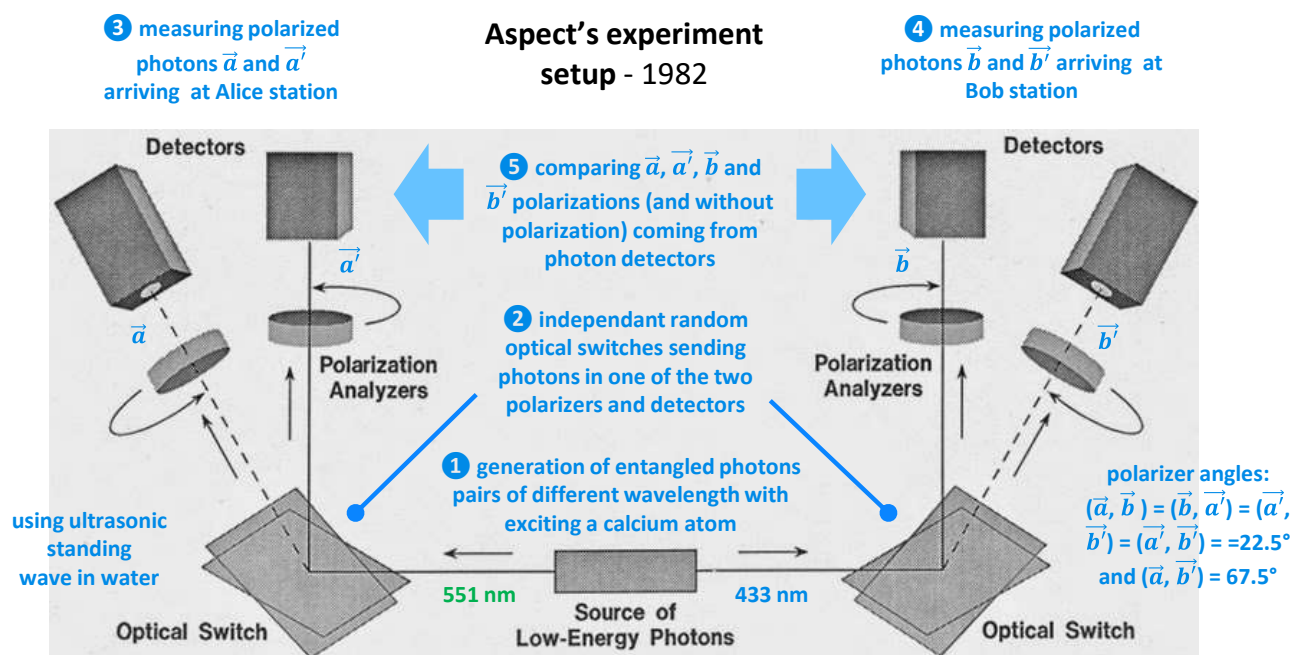 Aspect's experiment
setup - 1982
❸ measuring polarized
photons a⃗ and a'⃗
arriving at Alice station
❹ measuring polarized
photons b⃗ and b'⃗ arriving at
Bob station
Detectors
❺ comparing a⃗, a'⃗, b⃗ and
b'⃗ polarizations (and without
polarization) coming from
photon detectors
Detectors
a'⃗
b⃗
a⃗
b'⃗
Polarization
Analyzers
❷ independant random
optical switches sending
photons in one of the two
polarizers and detectors
Polarization
Analyzers
❶ generation of entangled photons
pairs of different wavelength with
exciting a calcium atom
using ultrasonic
standing
wave in water
polarizer angles:
(a⃗, b⃗ ) = (b⃗, a'⃗) = (a'⃗,
b'⃗) = (a'⃗, b'⃗) = =22.5°
and (a⃗, b'⃗) = 67.5°
551 nm
433 nm
Optical Switch
Source of
Low-Energy Photons
Optical Switch